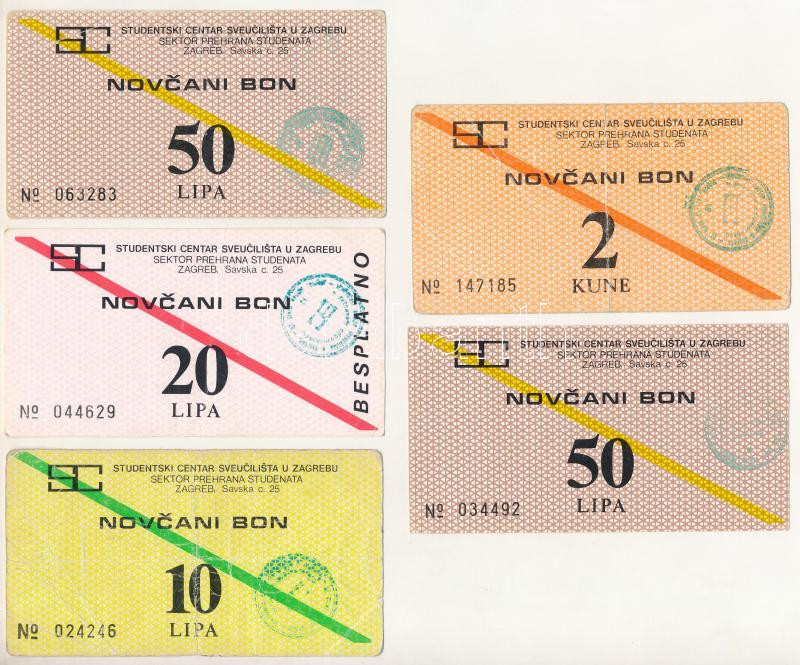 SC
STUDENTSKI CENTAR SVEUČILIŠTA U ZAGREBU
SEKTOR PREHRANA STUDENATA
ZAGREB, Savska c. 25
NOVČANI BON
50
LIPA
Nº 063283
SC
STUDENTSKI CENTAR SVEUČILIŠTA U ZAGREBU
SEKTOR PREHRANA STUDENATA
ZAGREB, Savska c. 25
NOVČANI BON
20
LIPA
Nº 044629
BESPLATNO
SC
STUDENTSKI CENTAR SVEUČILIŠTA U ZAGREBU
SEKTOR PREHRANA STUDENATA
ZAGREB, Savska c. 25
NOVČANI BON
10
LIPA
Nº 024246
SC
STUDENTSKI CENTAR SVEUČILIŠTA U ZAGREBU
SEKTOR PREHRANA STUDENATA
ZAGREB, Savska c. 25
NOVČANI BON
2
KUNE
Nº 147185
SC
STUDENTSKI CENTAR SVEUČILIŠTA U ZAGREBU
SEKTOR PREHRANA STUDENATA
ZAGREB, Savska c. 25
NOVČANI BON
50
LIPA
Nº 034492